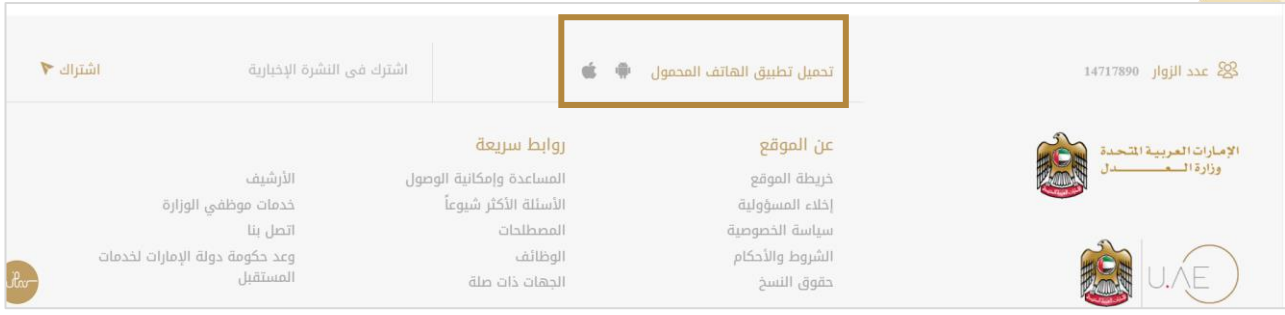 عدد الزوار 14717890
تحميل تطبيق الهاتف المحمول
اشترك في النشرة الإخبارية
اشتراك
الإمارات العربية المتحدة
وزارة العدل
عن الموقع
خريطة الموقع
إخلاء المسؤولية
سياسة الخصوصية
الشروط والأحكام
حقوق النسخ
روابط سريعة
المساعدة وإمكانية الوصول
الأسئلة الأكثر شيوعاً
المصطلحات
الوظائف
الجهات ذات صلة
الأرشيف
خدمات موظفي الوزارة
اتصل بنا
وعد حكومة دولة الإمارات لخدمات
المستقبل
U.AE